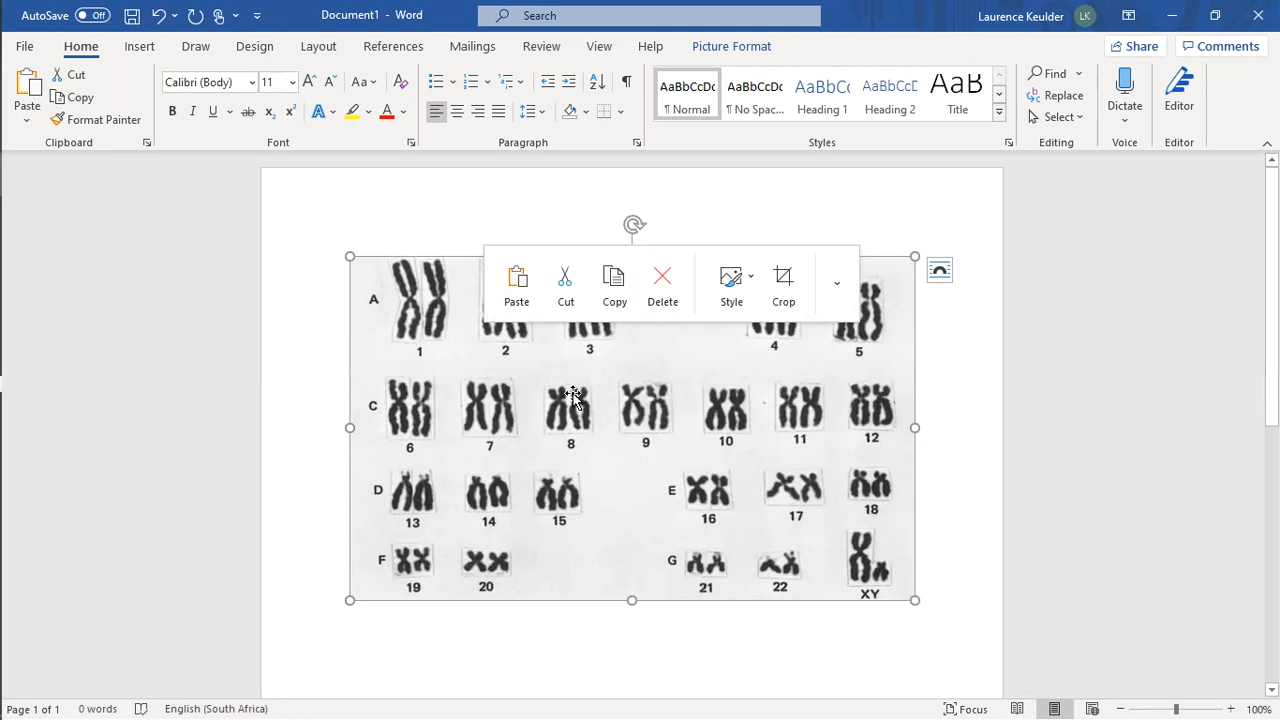 AutoSave Off Document1 - Word Search Laurence Keulder LK
File Home Insert Draw Design Layout References Mailings Review View Help Picture Format Share Comments
Paste Cut Copy Format Painter Clipboard
Calibri (Body) 11 A A Aa A
B I U ab x₂ x² A A Font
Paragraph
AaBbCcDc AaBbCcDc AaBbCc AaBbCcE AaB
¶ Normal ¶ No Spac... Heading 1 Heading 2 Title
Styles
Find Replace Select Editing
Dictate Voice
Editor Editor
Paste Cut Copy Delete Style Crop
A
1 2 3 4 5
C
6 7 8 9 10 11 12
D E
13 14 15 16 17 18
F G
19 20 21 22 XY
Page 1 of 1 0 words English (South Africa) Focus 100%